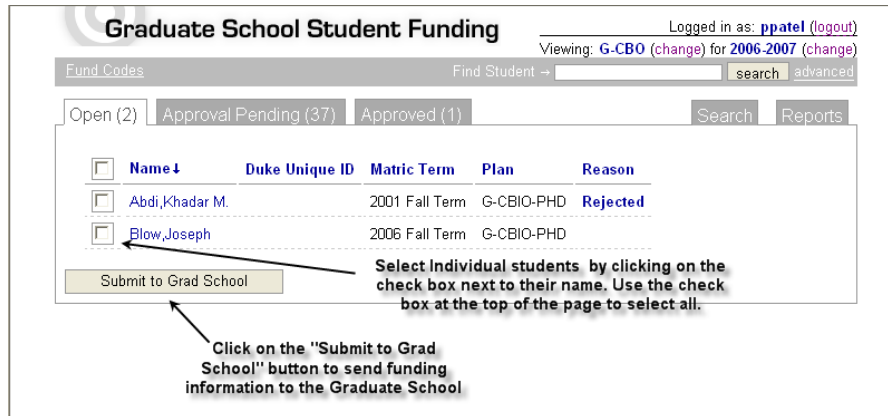 Graduate School Student Funding
Logged in as: ppatel (logout)
Viewing: G-CBO (change) for 2006-2007 (change)
Fund Codes Find Student → search advanced
Open (2) Approval Pending (37) Approved (1) Search Reports
Name↓ Duke Unique ID Matric Term Plan Reason
Abdi,Khadar M. 2001 Fall Term G-CBIO-PHD Rejected
Blow,Joseph 2006 Fall Term G-CBIO-PHD
Select Individual students by clicking on the
check box next to their name. Use the check
box at the top of the page to select all.
Submit to Grad School
Click on the "Submit to Grad
School" button to send funding
information to the Graduate School